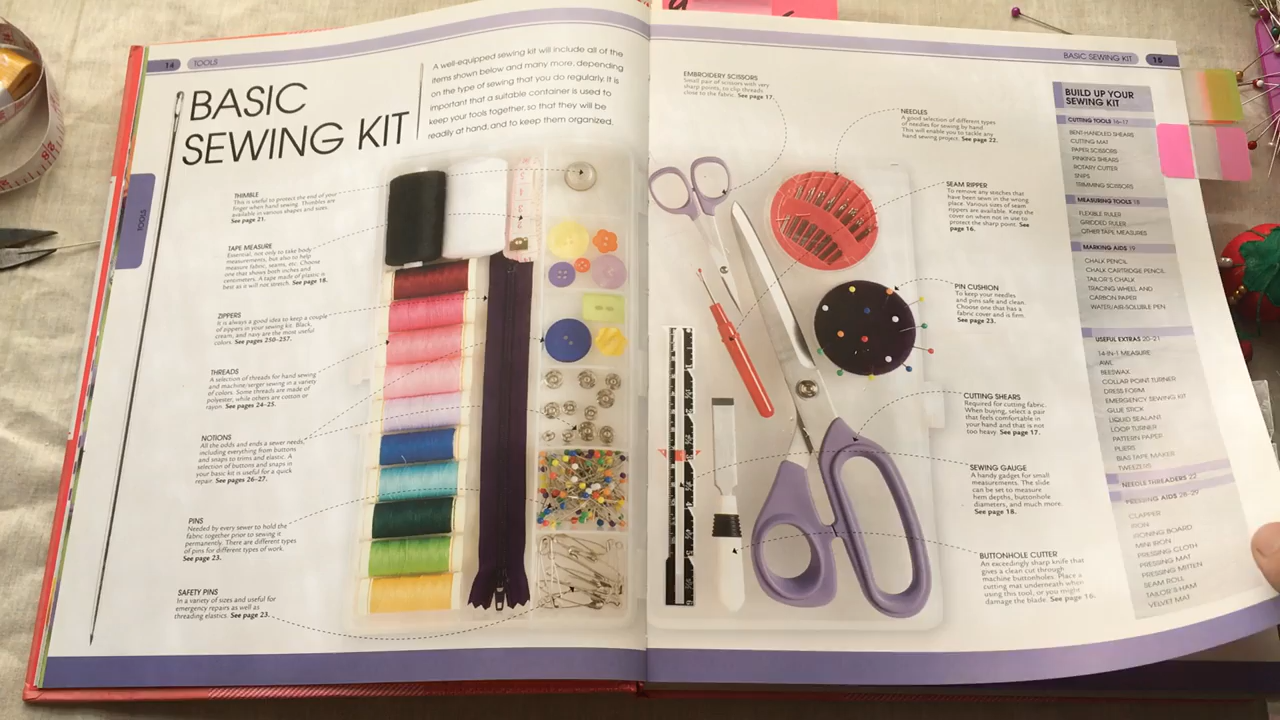 14 TOOLS
BASIC
SEWING KIT
A well-equipped sewing kit will include all of the
items shown below and many more, depending
on the type of sewing that you do regularly. It is
important that a suitable container is used to
keep your tools together, so that they will be
readily at hand, and to keep them organized.
TOOLS
THIMBLE
This is useful to protect the end of your
finger when hand sewing. Thimbles are
available in various shapes and sizes.
See page 21.
TAPE MEASURE
Essential, not only to take body
measurements, but also to help
measure fabric, seams, etc. Choose
one that shows both inches and
centimeters. A tape made of plastic is
best as it will not stretch. See page 18.
ZIPPERS
It is always a good idea to keep a couple
of zippers in your sewing kit. Black,
cream, and navy are the most useful
colors. See pages 250–257.
THREADS
A selection of threads for hand sewing
and machine/serger sewing in a variety
of colors. Some threads are made of
polyester, while others are cotton or
rayon. See pages 24–25.
NOTIONS
All the odds and ends a sewer needs,
including everything from buttons
and snaps to trims and elastic. A
selection of buttons and snaps in
your basic kit is useful for a quick
repair. See pages 26–27.
PINS
Needed by every sewer to hold the
fabric together prior to sewing it
permanently. There are different types
of pins for different types of work.
See page 23.
SAFETY PINS
In a variety of sizes and useful for
emergency repairs as well as
threading elastics. See page 23.
BASIC SEWING KIT 15
EMBROIDERY SCISSORS
Small pair of scissors with very
sharp points, to clip threads
close to the fabric. See page 17.
NEEDLES
A good selection of different types
of needles for sewing by hand.
This will enable you to tackle any
hand sewing project. See page 22.
SEAM RIPPER
To remove any stitches that
have been sewn in the wrong
place. Various sizes of seam
rippers are available. Keep the
cover on when not in use to
protect the sharp point. See
page 16.
PIN CUSHION
To keep your needles
and pins safe and clean.
Choose one that has a
fabric cover and is firm.
See page 23.
CUTTING SHEARS
Required for cutting fabric.
When buying, select a pair
that feels comfortable in
your hand and that is not
too heavy. See page 17.
SEWING GAUGE
A handy gadget for small
measurements. The slide
can be set to measure
hem depths, buttonhole
diameters, and much more.
See page 18.
BUTTONHOLE CUTTER
An exceedingly sharp knife that
gives a clean cut through
machine buttonholes. Place a
cutting mat underneath when
using this tool, or you might
damage the blade. See page 16.
BUILD UP YOUR
SEWING KIT
CUTTING TOOLS 16–17
BENT-HANDLED SHEARS
CUTTING MAT
PAPER SCISSORS
PINKING SHEARS
ROTARY CUTTER
SNIPS
TRIMMING SCISSORS
MEASURING TOOLS 18
FLEXIBLE RULER
GRIDDED RULER
OTHER TAPE MEASURES
MARKING AIDS 19
CHALK PENCIL
CHALK CARTRIDGE PENCIL
TAILOR'S CHALK
TRACING WHEEL AND
CARBON PAPER
WATER/AIR-SOLUBLE PEN
USEFUL EXTRAS 20–21
14-IN-1 MEASURE
AWL
BEESWAX
COLLAR POINT TURNER
DRESS FORM
EMERGENCY SEWING KIT
GLUE STICK
LIQUID SEALANT
LOOP TURNER
PATTERN PAPER
PLIERS
BIAS TAPE MAKER
TWEEZERS
NEEDLE THREADERS 22
PRESSING AIDS 28–29
CLAPPER
IRON
IRONING BOARD
MINI IRON
PRESSING CLOTH
PRESSING MAT
PRESSING MITTEN
SEAM ROLL
TAILOR'S HAM
VELVET MAT